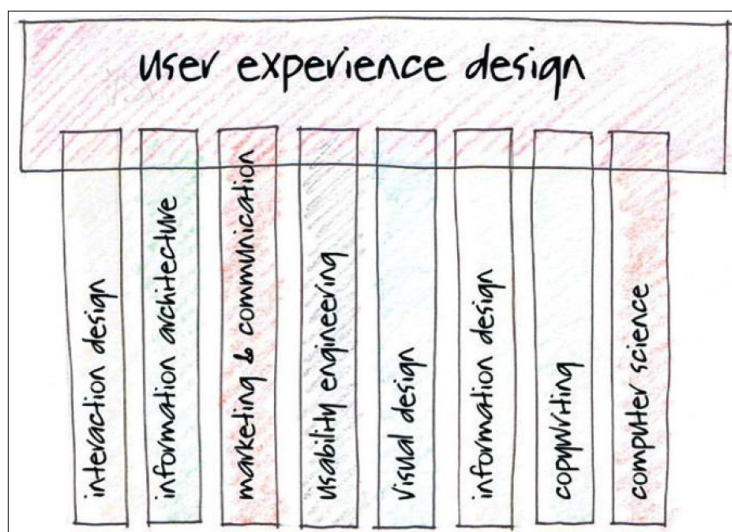 user experience design
interaction design
information architecture
marketing & communication
usability engineering
visual design
information design
copywriting
computer science